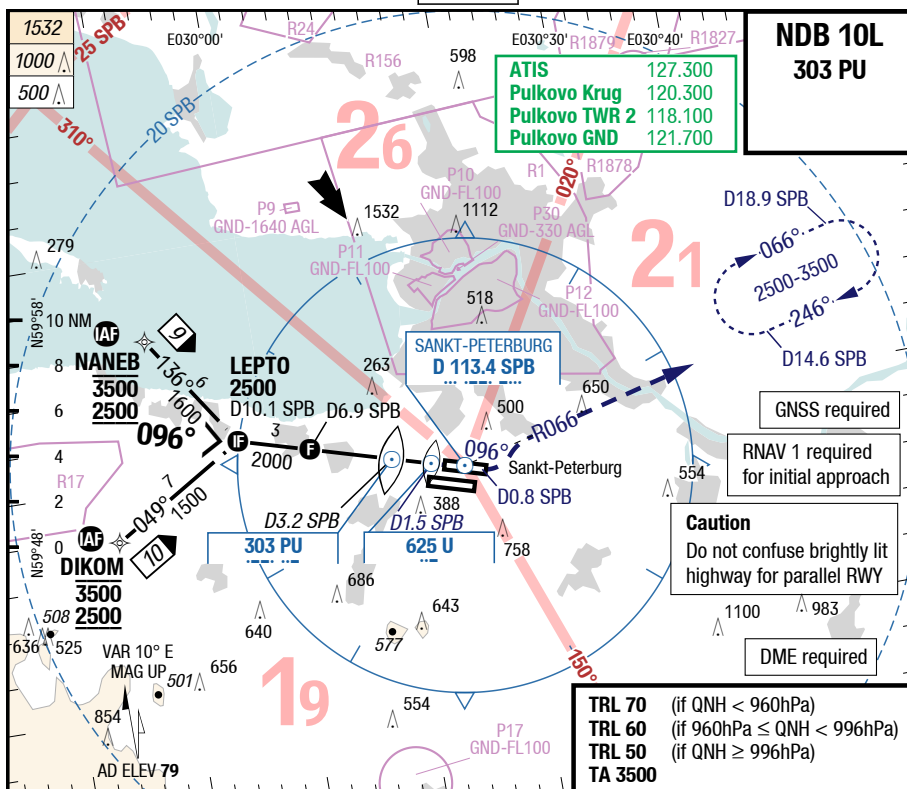 1532
1000
500
25 SPB
20 SPB
310°
E030°00'
R24
R156
598
E030°30'
R1879
E030°40'
R1827
NDB 10L
303 PU
ATIS 127.300
Pulkovo Krug 120.300
Pulkovo TWR 2 118.100
Pulkovo GND 121.700
26
R1
020°
R1878
P10
GND-FL100
P9
GND-1640 AGL
1532
1112
P30
GND-330 AGL
P11
GND-FL100
P12
GND-FL100
518
21
D18.9 SPB
066°
2500-3500
246°
D14.6 SPB
279
N59°58'
10 NM
8
6
4
2
0
N59°48'
IAF
NANEB
3500
2500
9
136°
6
1600
096°
LEPTO
2500
D10.1 SPB
IF
3
2000
F
D6.9 SPB
263
SANKT-PETERBURG
D 113.4 SPB
500
650
R066
096°
Sankt-Peterburg
D0.8 SPB
554
GNSS required
RNAV 1 required
for initial approach
Caution
Do not confuse brightly lit
highway for parallel RWY
R17
IAF
DIKOM
3500
2500
10
049°
7
1500
D3.2 SPB
303 PU
D1.5 SPB
625 U
388
758
686
643
640
577
1100
983
DME required
508
636
525
VAR 10° E
MAG UP
501
656
854
AD ELEV 79
19
554
150°
P17
GND-FL100
TRL 70 (if QNH < 960hPa)
TRL 60 (if 960hPa ≤ QNH < 996hPa)
TRL 50 (if QNH ≥ 996hPa)
TA 3500